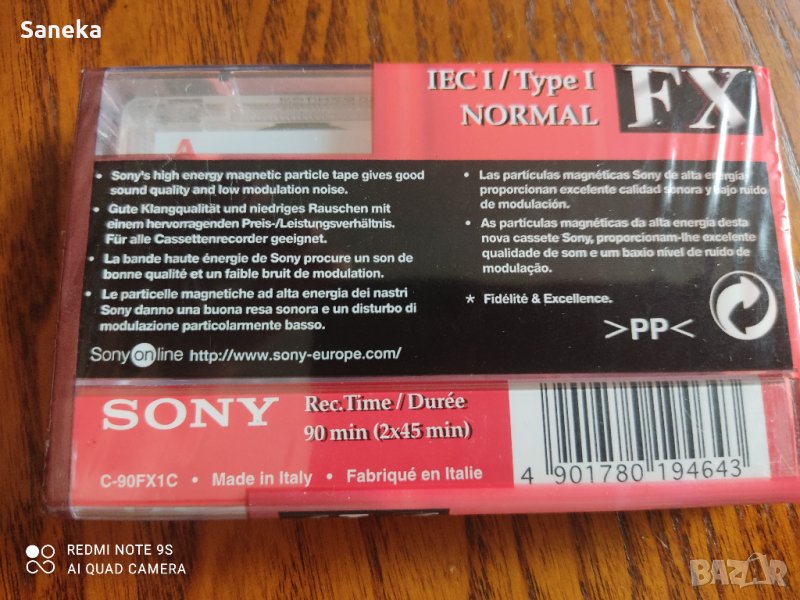 Saneka
IEC I / Type I
NORMAL
FX
A
• Sony's high energy magnetic particle tape gives good
sound quality and low modulation noise.
• Gute Klangqualität und niedriges Rauschen mit
einem hervorragenden Preis-/Leistungsverhältnis.
Für alle Cassettenrecorder geeignet.
• La bande haute énergie de Sony procure un son de
bonne qualité et un faible bruit de modulation.
• Le particelle magnetiche ad alta energia dei nastri
Sony danno una buona resa sonora e un disturbo di
modulazione particolarmente basso.
Sony online http://www.sony-europe.com/
• Las partículas magnéticas Sony de alta energía
proporcionan excelente calidad sonora y bajo ruido
de modulación.
• As partículas magnéticas da alta energia desta
nova cassete Sony, proporcionam-lhe excelente
qualidade de som e um baxio nível de ruído de
modulação.
* Fidélité & Excellence.
>PP<
SONY
Rec.Time / Durée
90 min (2x45 min)
C-90FX1C • Made in Italy • Fabriqué en Italie
4 901780 194643
REDMI NOTE 9S
AI QUAD CAMERA
BAZAR